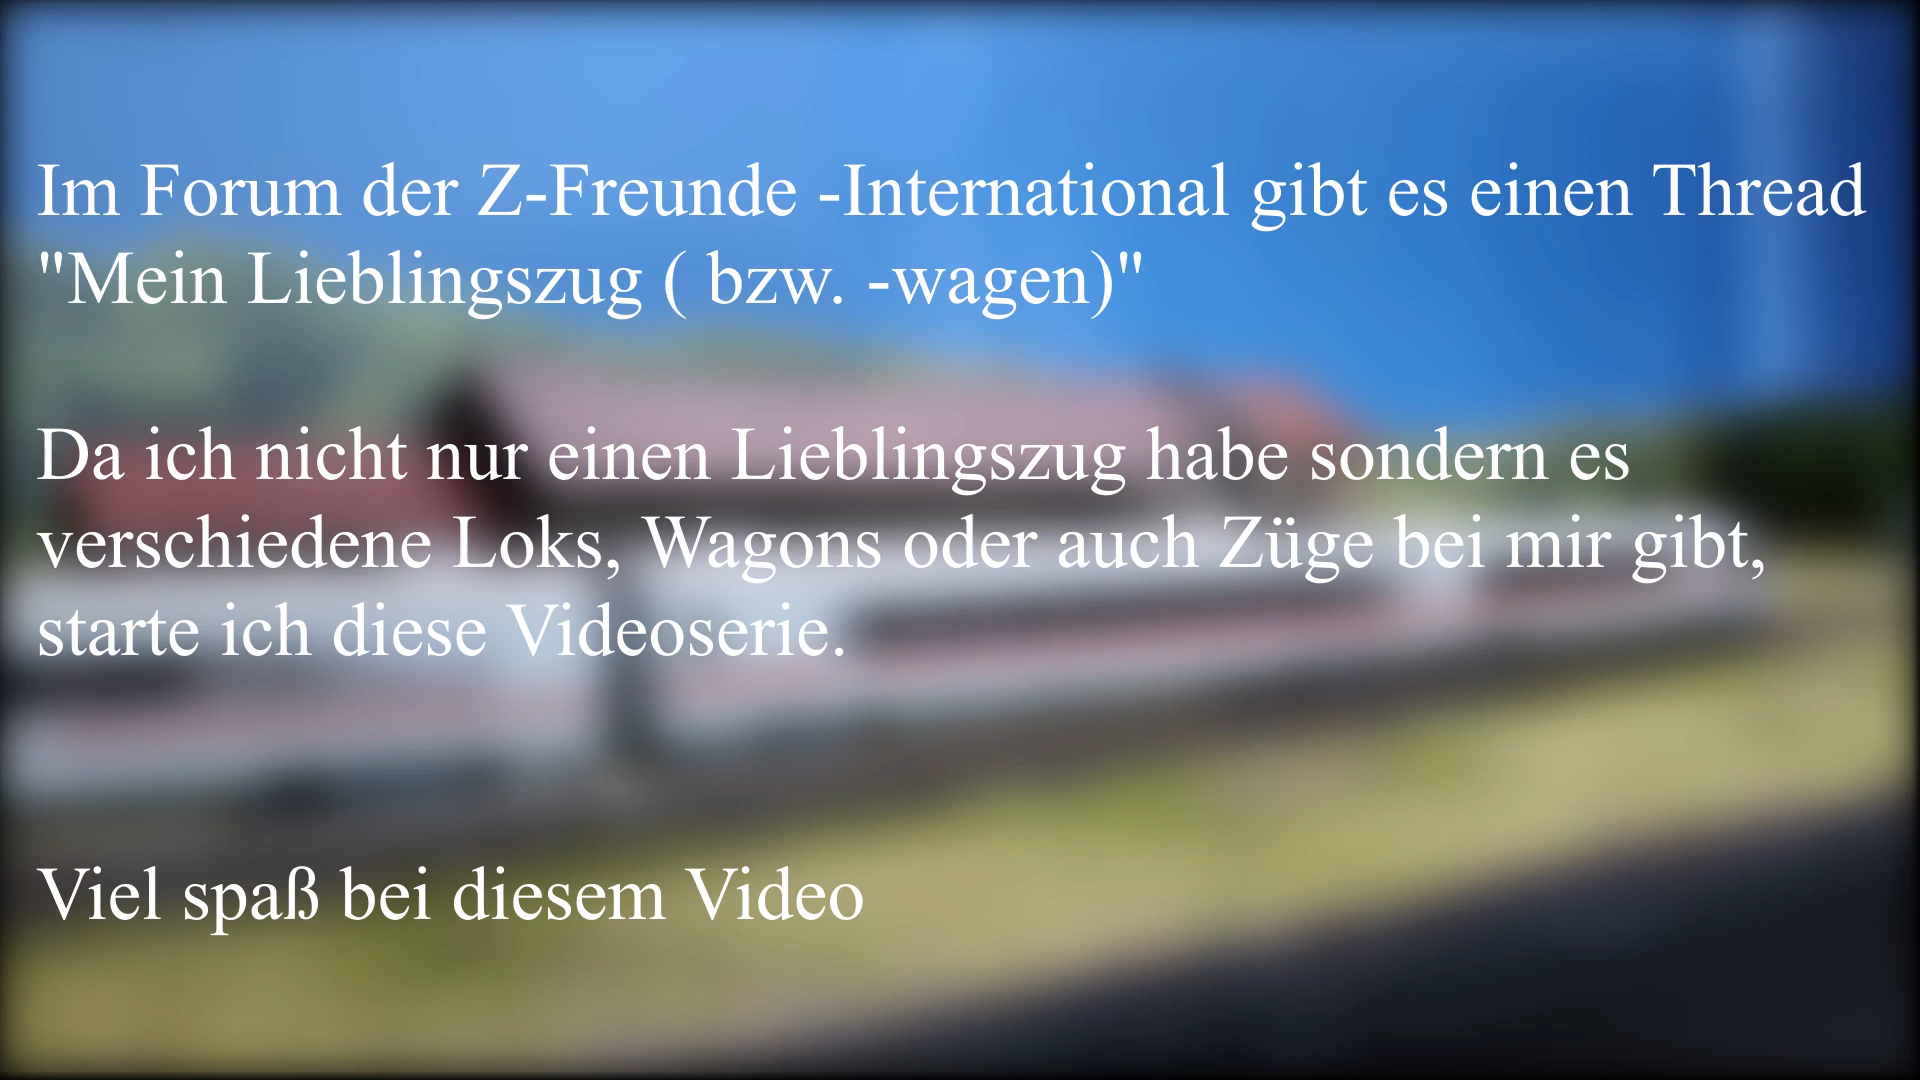 Im Forum der Z-Freunde -International gibt es einen Thread
"Mein Lieblingszug ( bzw. -wagen)"
Da ich nicht nur einen Lieblingszug habe sondern es
verschiedene Loks, Wagons oder auch Züge bei mir gibt,
starte ich diese Videoserie.
Viel spaß bei diesem Video